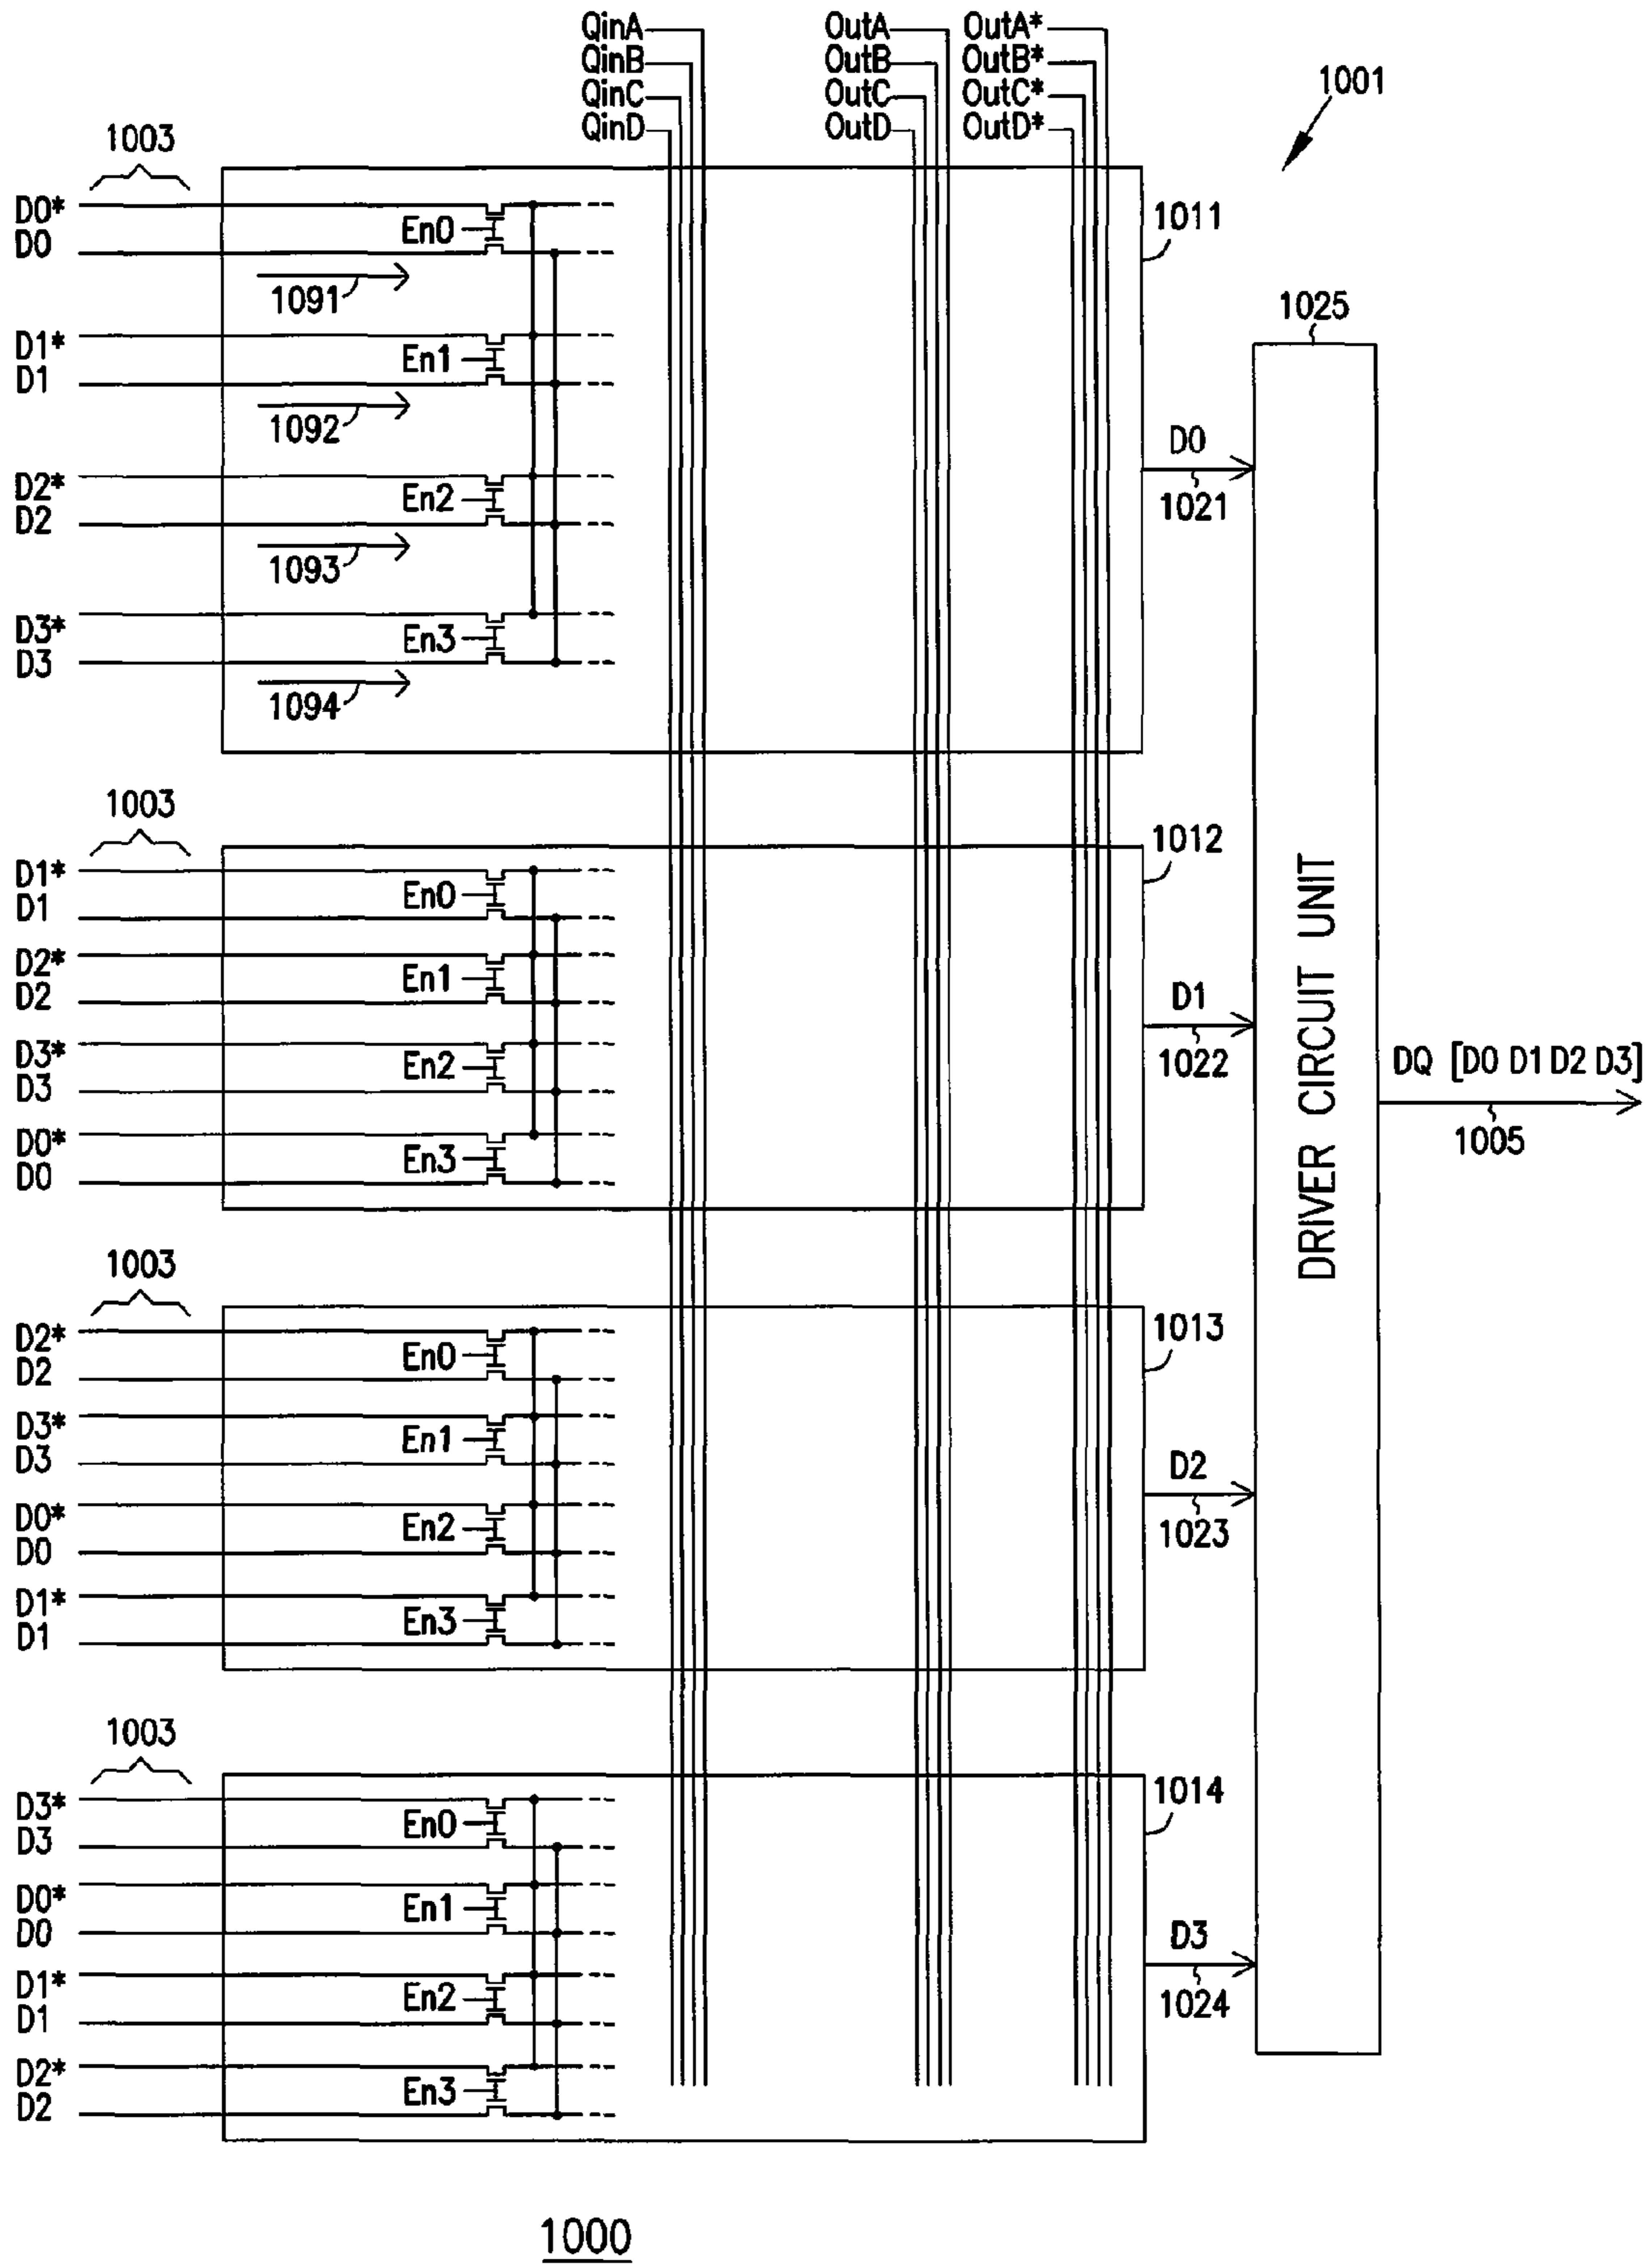 QinA OutA OutA*
QinB OutB OutB*
QinC OutC OutC*
QinD OutD OutD*
1001
1003
D0*
D0
En0
1091
D1*
D1
En1
1092
D2*
D2
En2
1093
D3*
D3
En3
1094
1011
1025
D0
1021
1003
D1*
D1
En0
D2*
D2
En1
D3*
D3
En2
D0*
D0
En3
1012
D1
1022
DRIVER CIRCUIT UNIT
DQ [D0 D1 D2 D3]
1005
1003
D2*
D2
En0
D3*
D3
En1
D0*
D0
En2
D1*
D1
En3
1013
D2
1023
1003
D3*
D3
En0
D0*
D0
En1
D1*
D1
En2
D2*
D2
En3
1014
D3
1024
1000